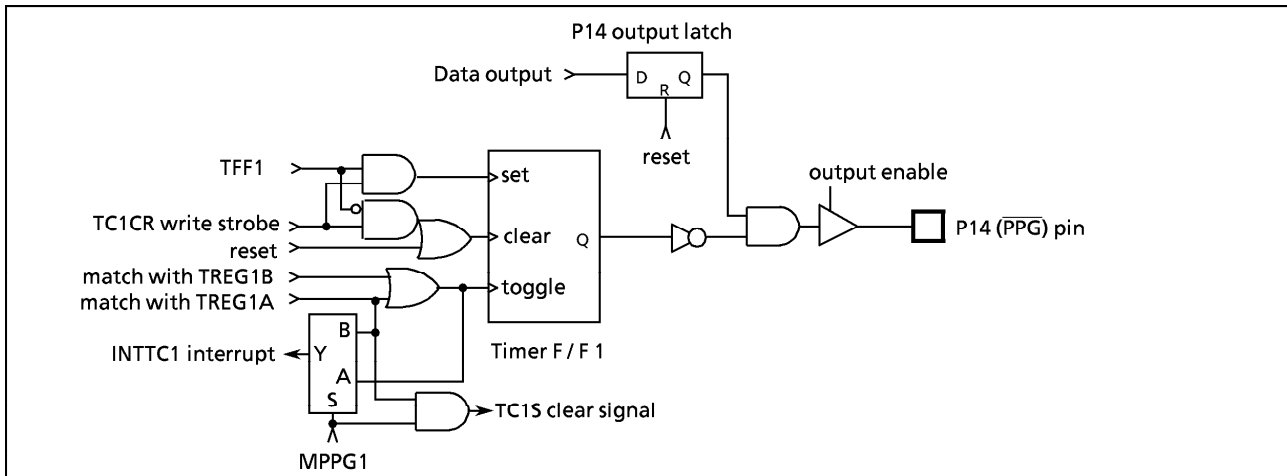 P14 output latch
Data output
D Q
R
reset
TFF1
set
output enable
TC1CR write strobe
P14 (PPG) pin
reset
clear
Q
match with TREG1B
toggle
match with TREG1A
B
INTTC1 interrupt
Y
Timer F / F 1
A
S
TC1S clear signal
MPPG1